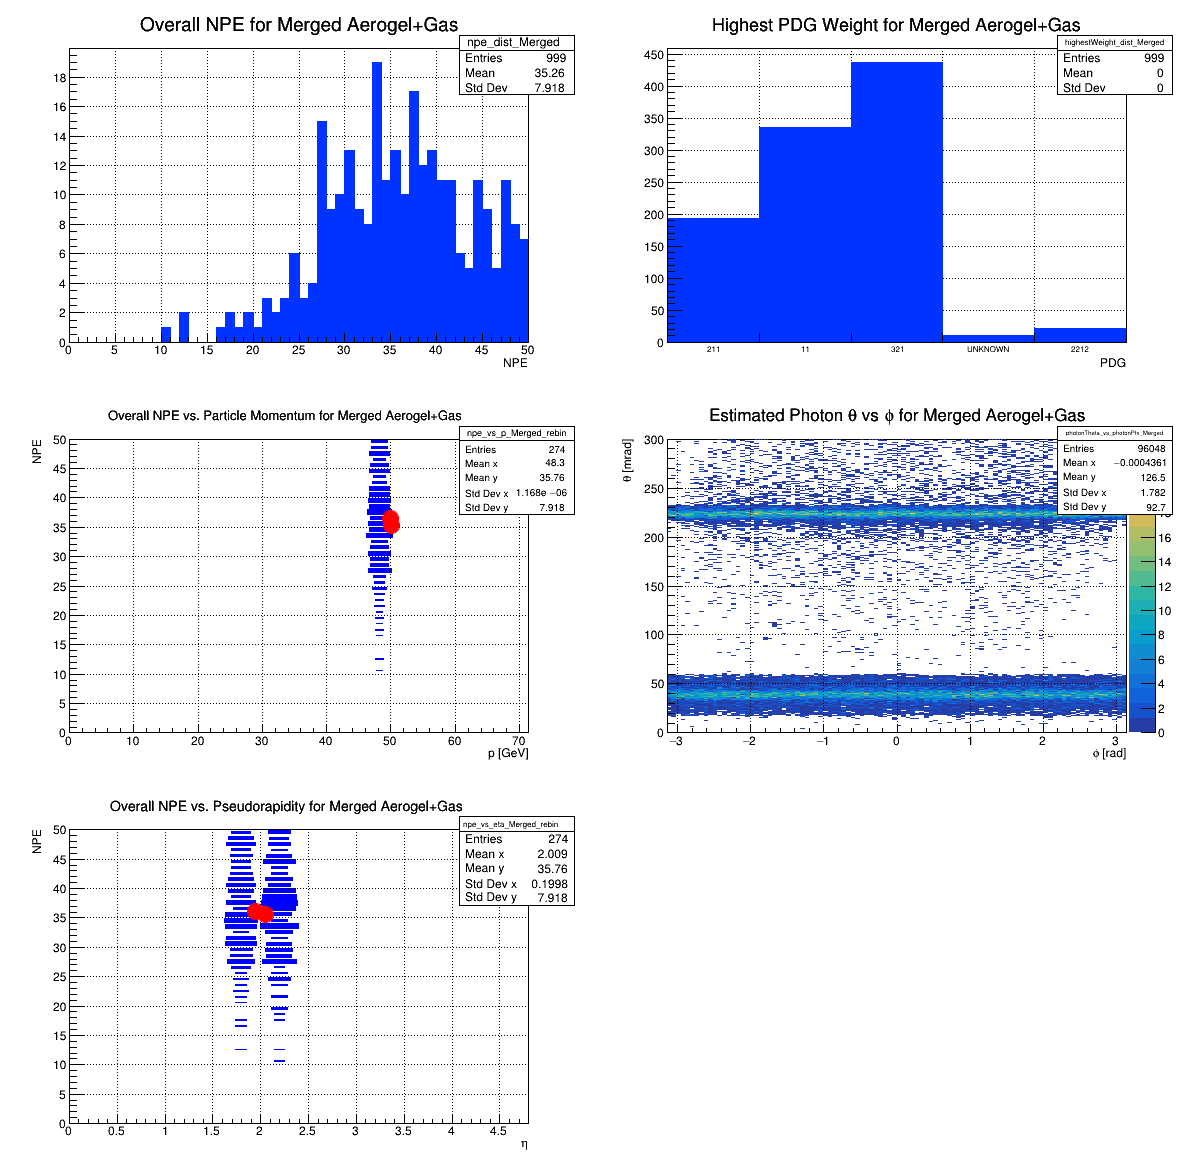 Overall NPE for Merged Aerogel+Gas
npe_dist_Merged
Entries 999
Mean 35.26
Std Dev 7.918
18
16
14
12
10
8
6
4
2
0
0 5 10 15 20 25 30 35 40 45 50
NPE
Highest PDG Weight for Merged Aerogel+Gas
highestWeight_dist_Merged
Entries 999
Mean 0
Std Dev 0
450
400
350
300
250
200
150
100
50
0
211 11 321 UNKNOWN 2212
PDG
Overall NPE vs. Particle Momentum for Merged Aerogel+Gas
NPE
npe_vs_p_Merged_rebin
Entries 274
Mean x 48.3
Mean y 35.76
Std Dev x 1.168e −06
Std Dev y 7.918
50
45
40
35
30
25
20
15
10
5
0
0 10 20 30 40 50 60 70
p [GeV]
Estimated Photon θ vs ϕ for Merged Aerogel+Gas
θ [mrad]
photonTheta_vs_photonPhi_Merged
Entries 96048
Mean x −0.0004361
Mean y 126.5
Std Dev x 1.782
Std Dev y 92.7
300
250
200
150
100
50
0
−3 −2 −1 0 1 2 3
ϕ [rad]
14
12
10
8
6
4
2
0
Overall NPE vs. Pseudorapidity for Merged Aerogel+Gas
NPE
npe_vs_eta_Merged_rebin
Entries 274
Mean x 2.009
Mean y 35.76
Std Dev x 0.1998
Std Dev y 7.918
50
45
40
35
30
25
20
15
10
5
0
0 0.5 1 1.5 2 2.5 3 3.5 4 4.5
η